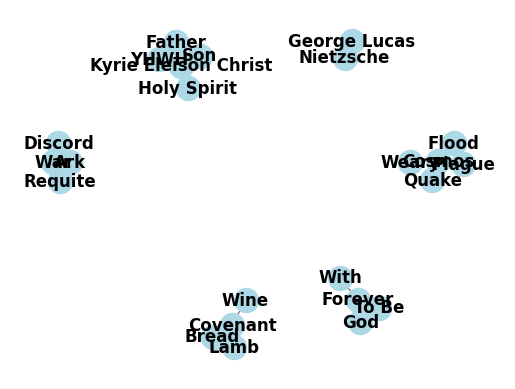 Father
George Lucas
YHWH
Son
Nietzsche
Kyrie Eleison Christ
Holy Spirit
Discord
Flood
War
Ark
Weary
Cosmos
Plague
Requite
Quake
With
Wine
Forever
To Be
Covenant
God
Bread
Lamb